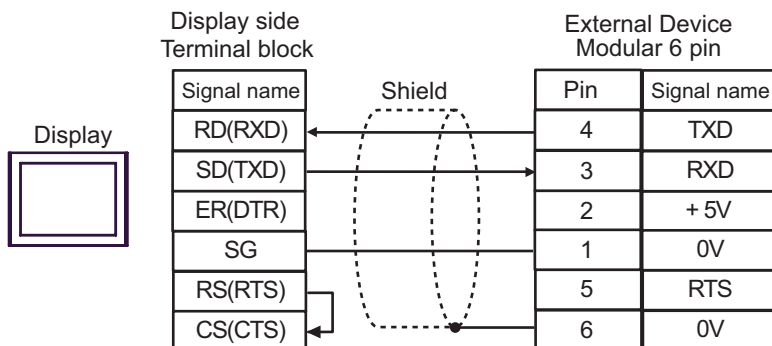 Display side
Terminal block
External Device
Modular 6 pin
Signal name
Shield
Pin
Signal name
Display
RD(RXD)
4
TXD
SD(TXD)
3
RXD
ER(DTR)
2
+ 5V
SG
1
0V
RS(RTS)
5
RTS
CS(CTS)
6
0V